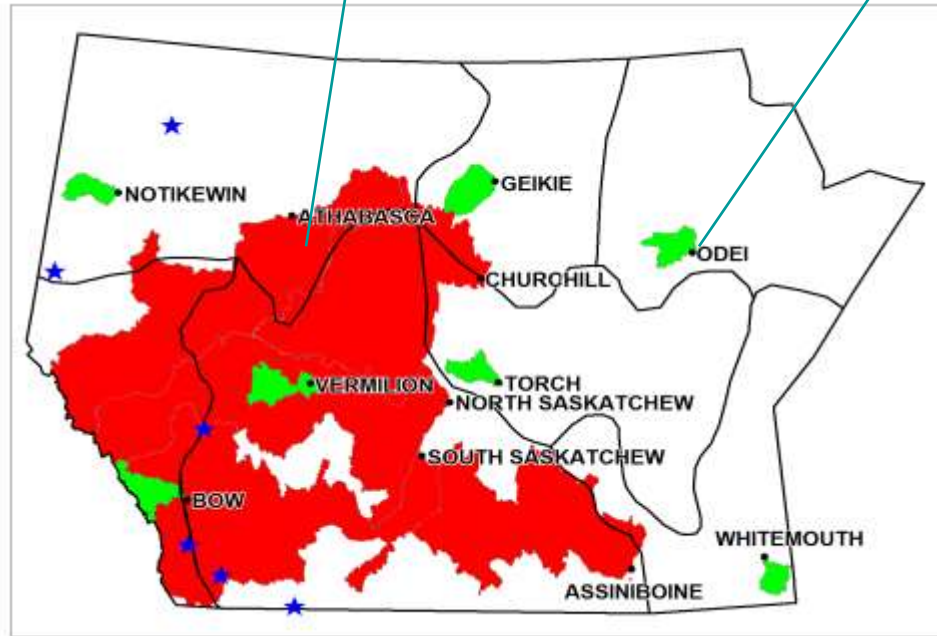 NOTIKEWIN
GEIKIE
ATHABASCA
ODEI
CHURCHILL
VERMILION
TORCH
NORTH SASKATCHEW
SOUTH SASKATCHEW
BOW
WHITEMOUTH
ASSINIBOINE